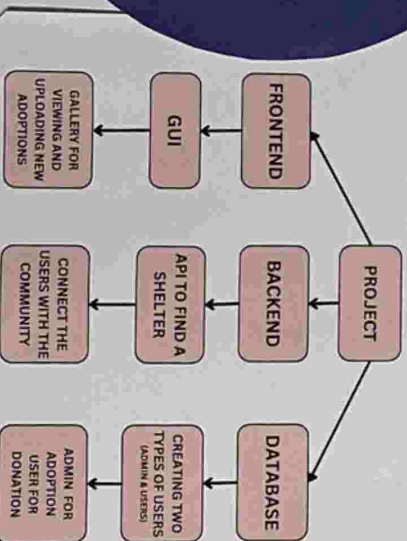 PROJECT
FRONTEND
BACKEND
DATABASE
GUI
API TO FIND A
SHELTER
CREATING TWO
TYPES OF USERS
(ADMIN & USERS)
GALLERY FOR
VIEWING AND
UPLOADING NEW
ADOPTIONS
CONNECT THE
USERS WITH THE
COMMUNITY
ADMIN FOR
ADOPTION
USER FOR
DONATION